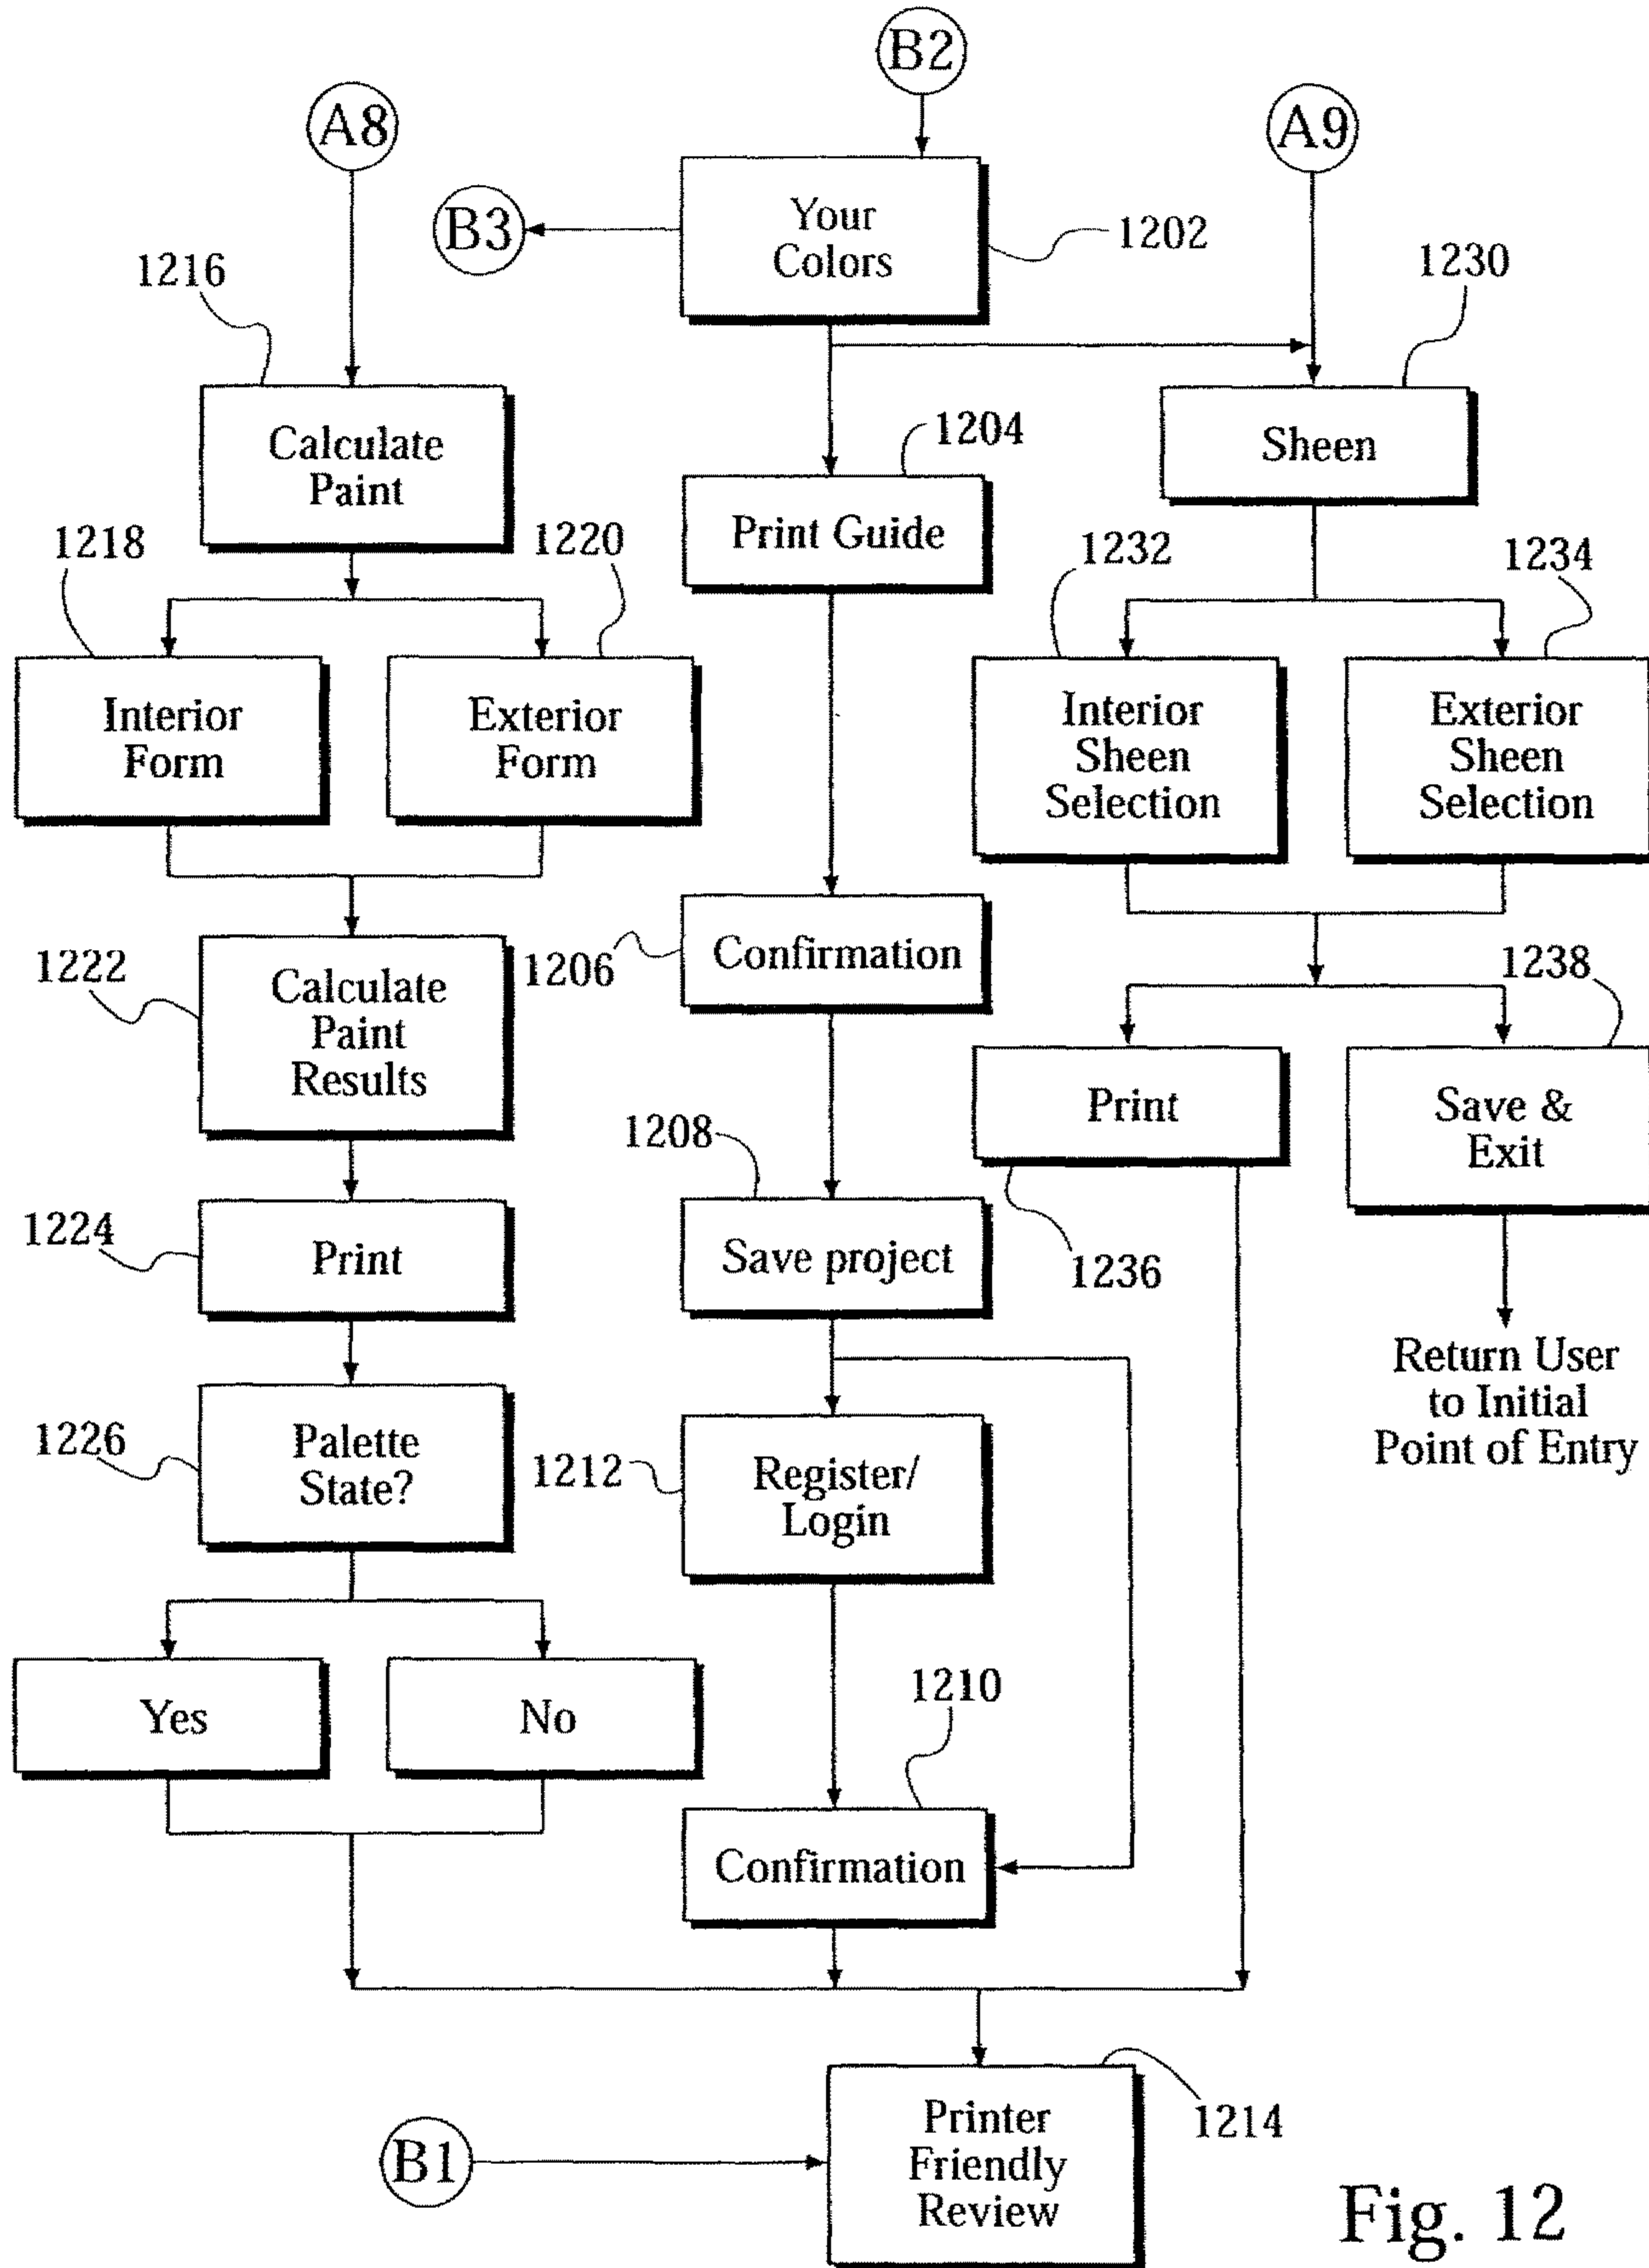 B2
A8
A9
Your
Colors
B3
1202
1216
1230
Calculate
Paint
1204
Sheen
Print Guide
1218
1220
1232
1234
Interior
Form
Exterior
Form
Interior
Sheen
Selection
Exterior
Sheen
Selection
1222
Calculate
Paint
Results
1206
Confirmation
1238
Print
Save &
Exit
1208
1224
Print
Save project
1236
Return User
to Initial
Point of Entry
1226
Palette
State?
1212
Register/
Login
Yes
No
1210
Confirmation
B1
Printer
Friendly
Review
1214
Fig. 12